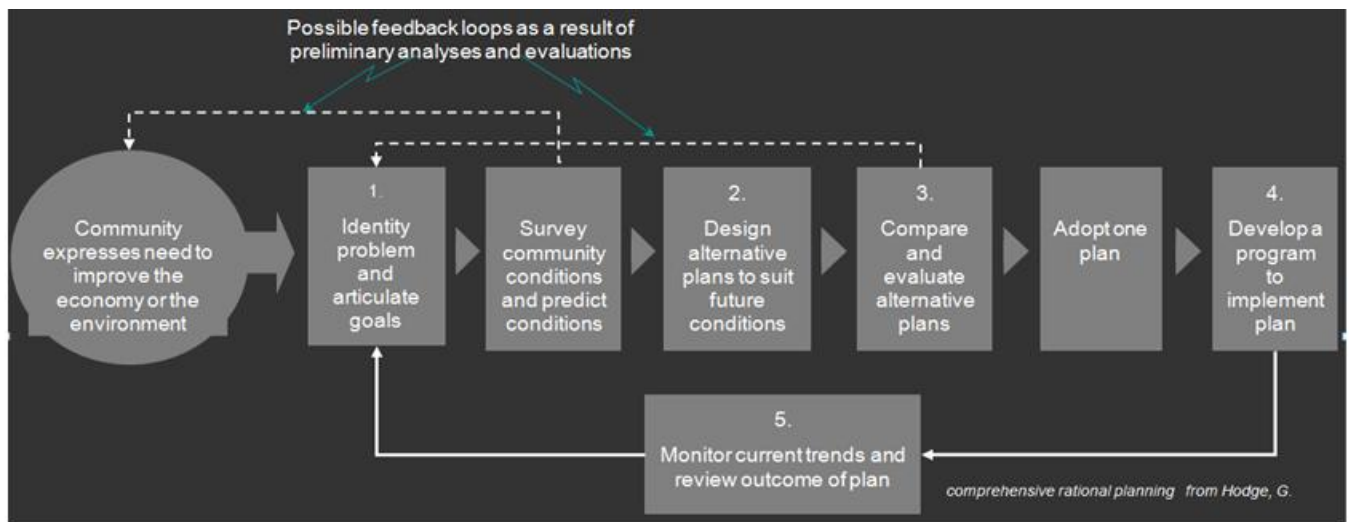 Possible feedback loops as a result of
preliminary analyses and evaluations
Community
expresses need to
improve the
economy or the
environment
1.
Identity
problem
and
articulate
goals
Survey
community
conditions
and predict
conditions
2.
Design
alternative
plans to suit
future
conditions
3.
Compare
and
evaluate
alternative
plans
Adopt one
plan
4.
Develop a
program
to
implement
plan
5.
Monitor current trends and
review outcome of plan
comprehensive rational planning from Hodge, G.